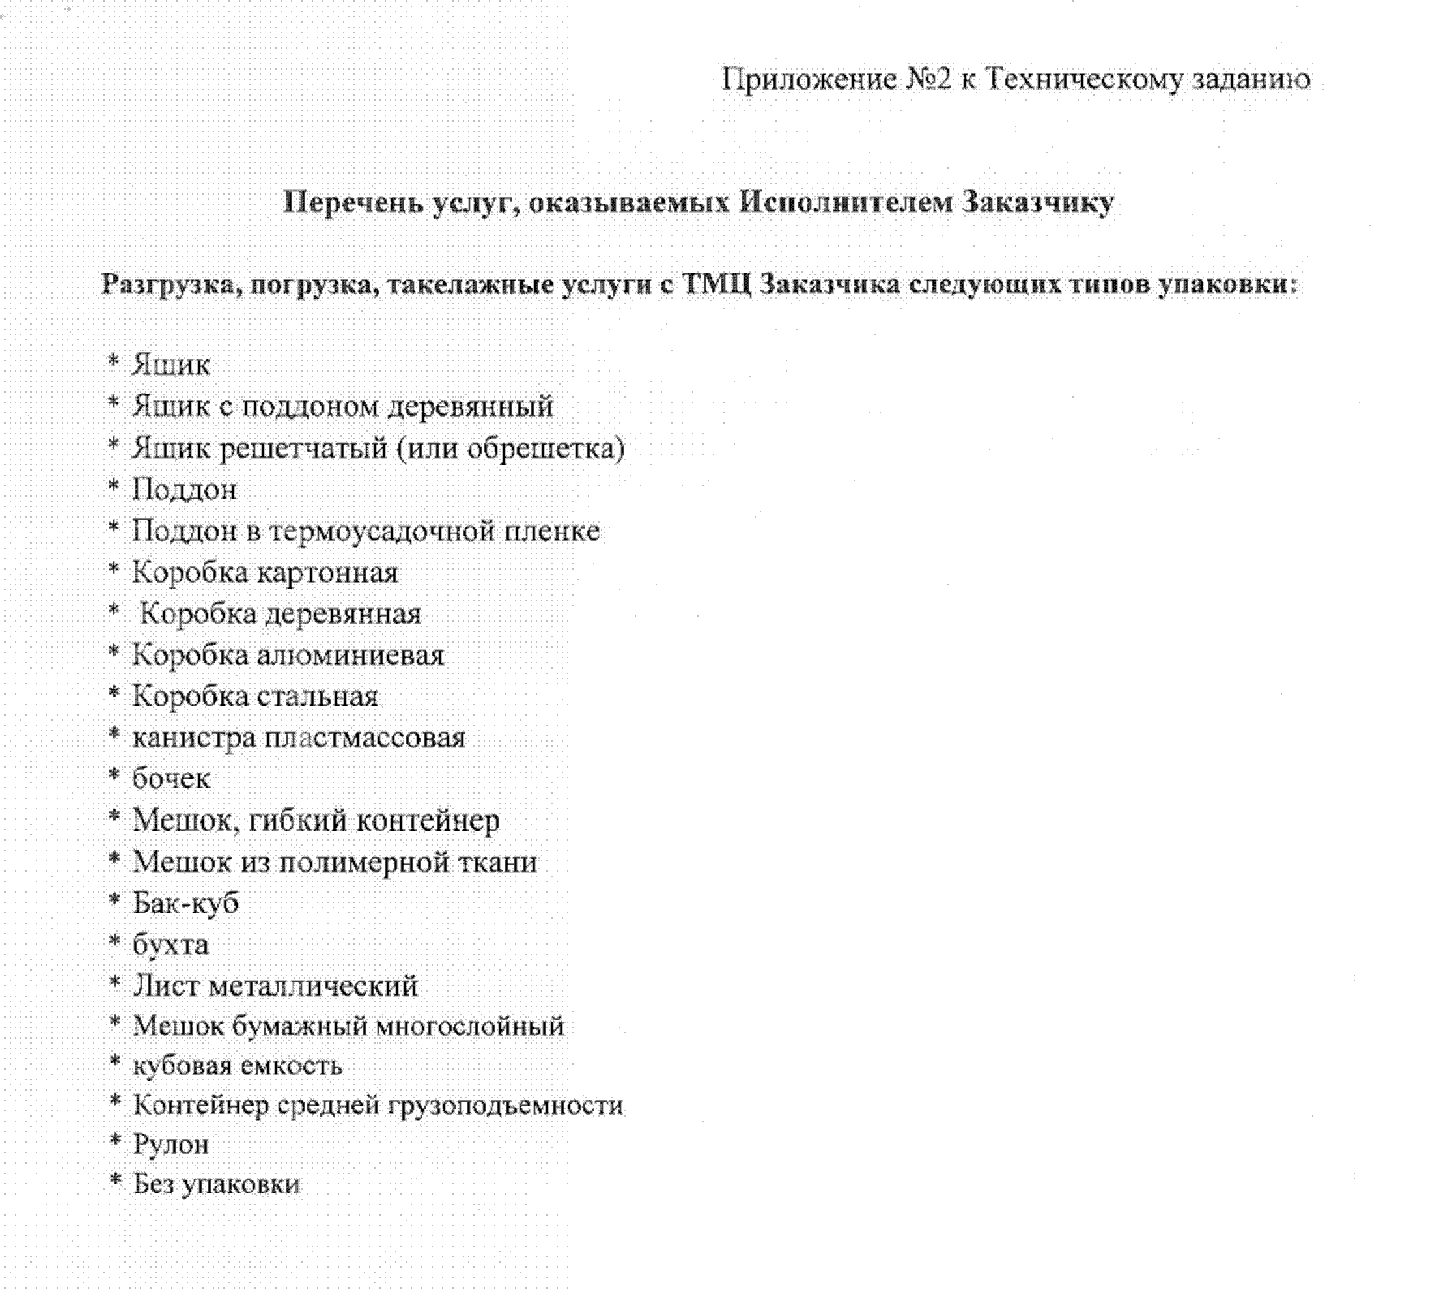 Приложение №2 к Техническому заданию
Перечень услуг, оказываемых Исполнителем Заказчику
Разгрузка, погрузка, такелажные услуги с ТМЦ Заказчика следующих типов упаковки:
* Ящик
* Ящик с поддоном деревянный
* Ящик решетчатый (или обрешетка)
* Поддон
* Поддон в термоусадочной пленке
* Коробка картонная
* Коробка деревянная
* Коробка алюминиевая
* Коробка стальная
* канистра пластмассовая
* бочек
* Мешок, гибкий контейнер
* Мешок из полимерной ткани
* Бак-куб
* бухта
* Лист металлический
* Мешок бумажный многослойный
* кубовая емкость
* Контейнер средней грузоподъемности
* Рулон
* Без упаковки